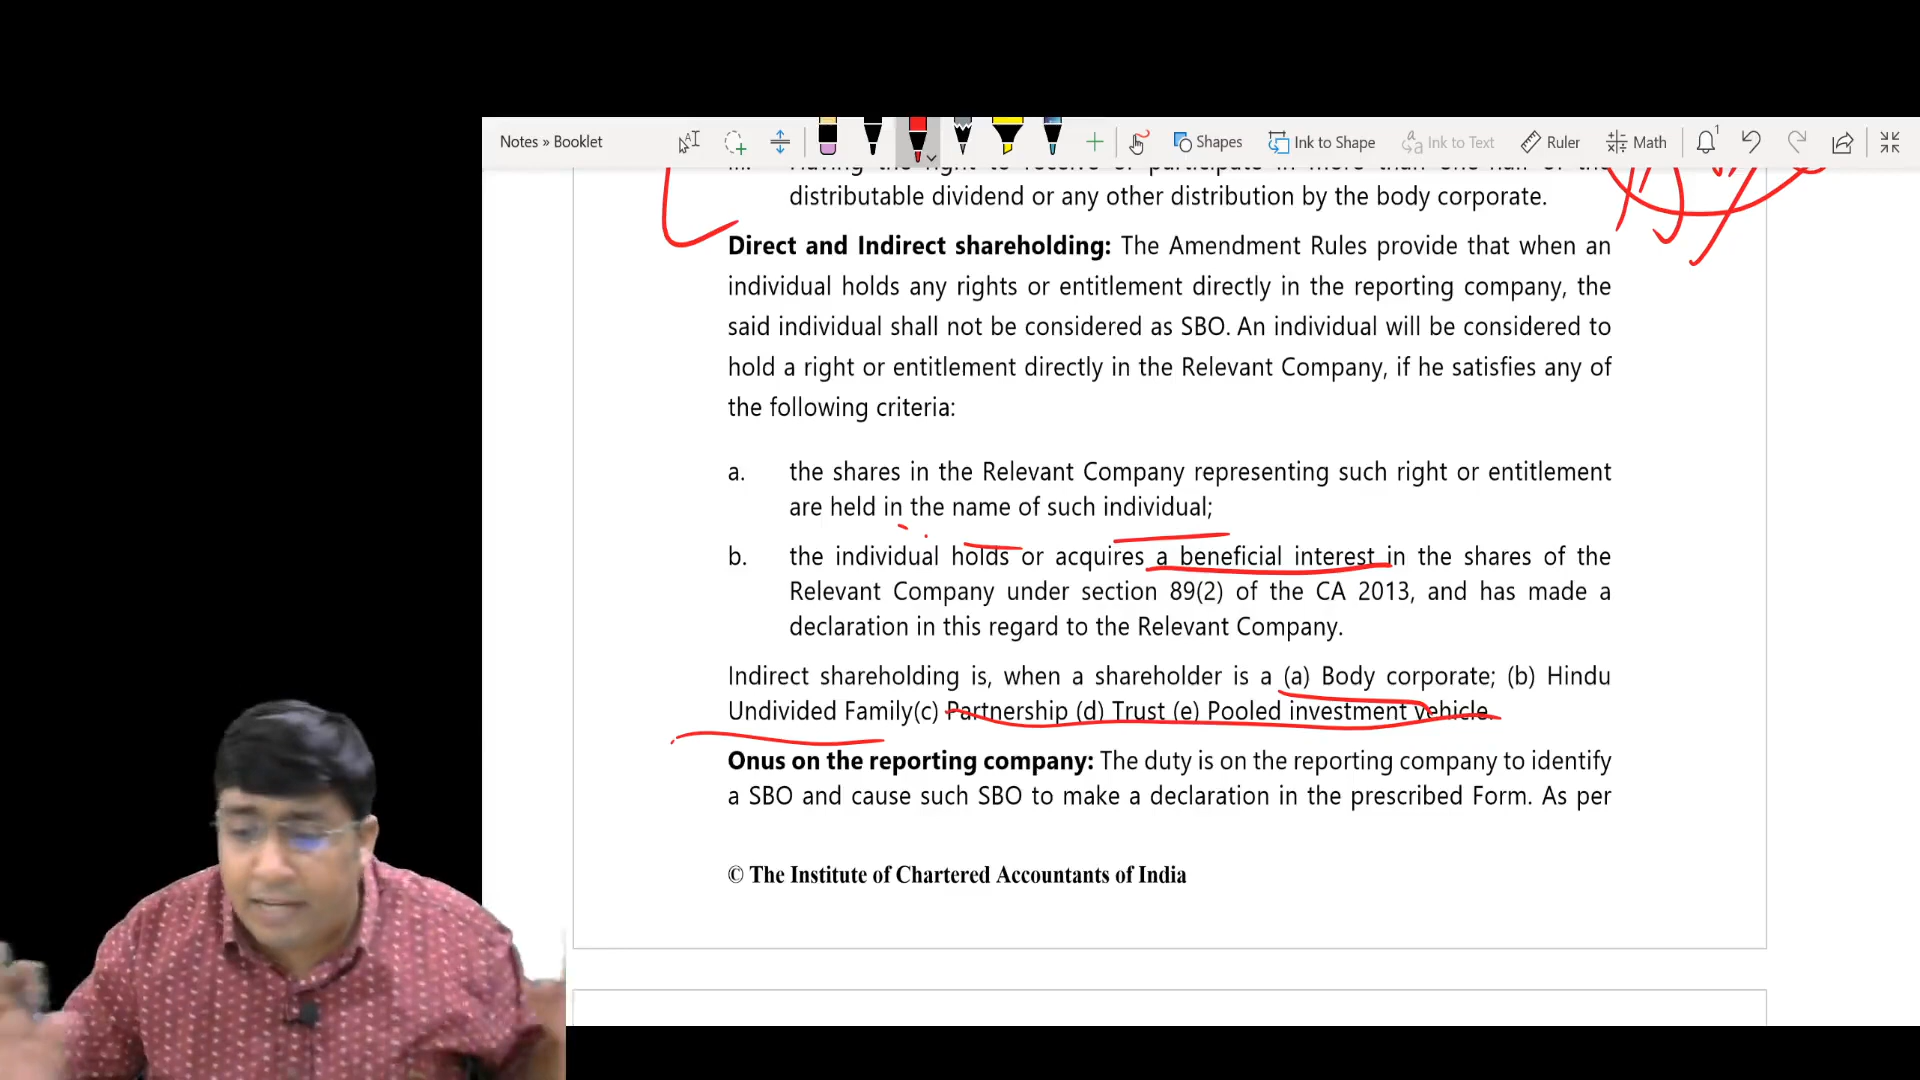 Notes » Booklet
Shapes
Ink to Shape
Ink to Text
Ruler
Math
1
distributable dividend or any other distribution by the body corporate.
Direct and Indirect shareholding: The Amendment Rules provide that when an
individual holds any rights or entitlement directly in the reporting company, the
said individual shall not be considered as SBO. An individual will be considered to
hold a right or entitlement directly in the Relevant Company, if he satisfies any of
the following criteria:
a. the shares in the Relevant Company representing such right or entitlement
are held in the name of such individual;
b. the individual holds or acquires a beneficial interest in the shares of the
Relevant Company under section 89(2) of the CA 2013, and has made a
declaration in this regard to the Relevant Company.
Indirect shareholding is, when a shareholder is a (a) Body corporate; (b) Hindu
Undivided Family(c) Partnership (d) Trust (e) Pooled investment vehicle.
Onus on the reporting company: The duty is on the reporting company to identify
a SBO and cause such SBO to make a declaration in the prescribed Form. As per
© The Institute of Chartered Accountants of India